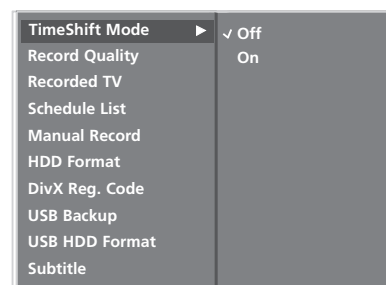 TimeShift Mode ▶ ✓ Off
Record Quality On
Recorded TV
Schedule List
Manual Record
HDD Format
DivX Reg. Code
USB Backup
USB HDD Format
Subtitle